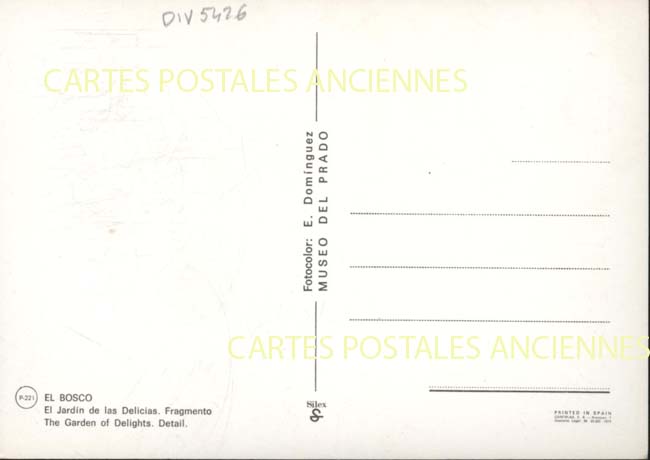 DIV 5426
CARTES POSTALES ANCIENNES
Fotocolor: E. Domínguez
MUSEO DEL PRADO
CARTES POSTALES ANCIENNES
P-221
EL BOSCO
El Jardín de las Delicias. Fragmento
The Garden of Delights. Detail.
Silex
PRINTED IN SPAIN